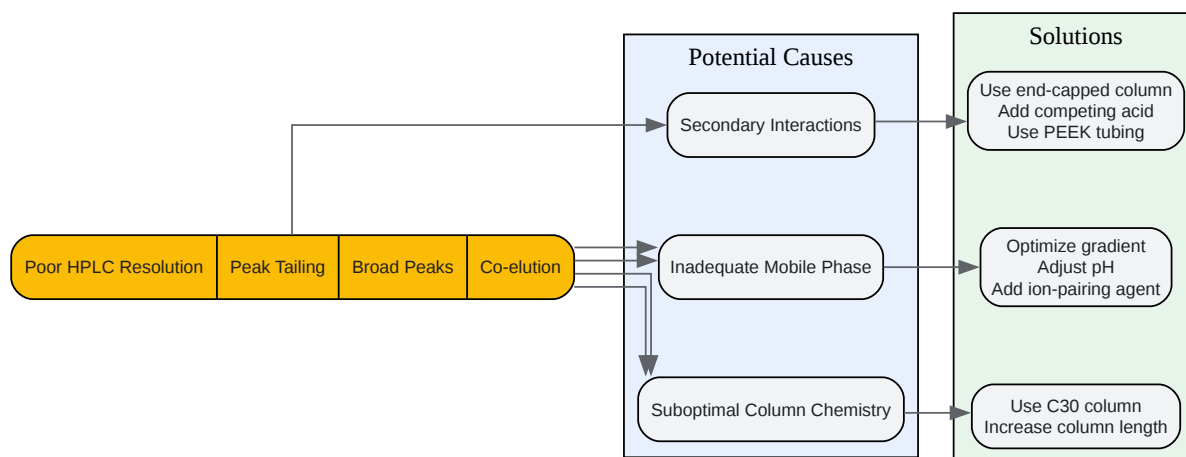 Potential Causes
Solutions
Secondary Interactions
Use end-capped column
Add competing acid
Use PEEK tubing
Poor HPLC Resolution
Peak Tailing
Broad Peaks
Co-elution
Inadequate Mobile Phase
Optimize gradient
Adjust pH
Add ion-pairing agent
Suboptimal Column Chemistry
Use C30 column
Increase column length